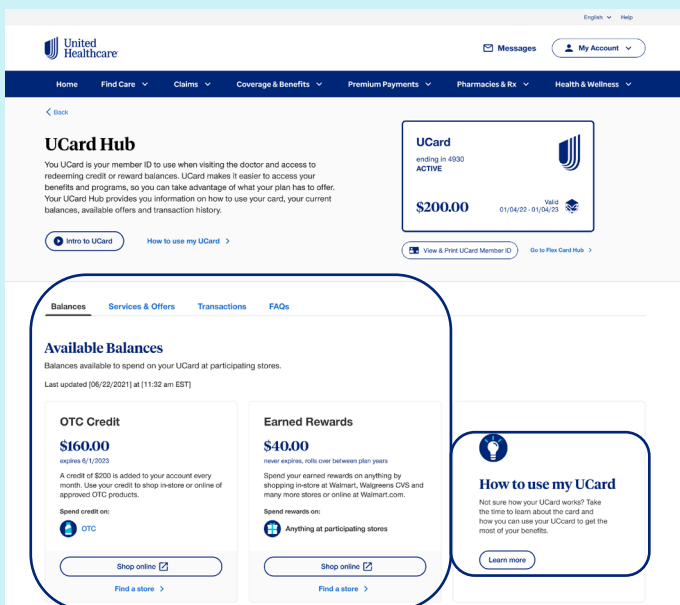 English Help
United
Healthcare
Messages My Account
Home Find Care Claims Coverage & Benefits Premium Payments Pharmacies & Rx Health & Wellness
Back
UCard Hub
You UCard is your member ID to use when visiting the doctor and access to
redeeming credit or reward balances. UCard makes it easier to access your
benefits and programs, so you can take advantage of what your plan has to offer.
Your UCard Hub provides you information on how to use your card, your current
balances, available offers and transaction history.
Intro to UCard How to use my UCard
UCard
ending in 4930
ACTIVE
$200.00
Valid
01/04/22 - 01/04/23
View & Print UCard Member ID Go to Flex Card Hub
Balances Services & Offers Transactions FAQs
Available Balances
Balances available to spend on your UCard at participating stores.
Last updated [06/22/2021] at [11:32 am EST]
OTC Credit
$160.00
expires 6/1/2023
A credit of $200 is added to your account every
month. Use your credit to shop in-store or online of
approved OTC products.
Spend credit on:
OTC
Shop online
Find a store
Earned Rewards
$40.00
never expires, rolls over between plan years
Spend your earned rewards on anything by
shopping in-store at Walmart, Walgreens CVS and
many more stores or online at Walmart.com.
Spend rewards on:
Anything at participating stores
Shop online
Find a store
How to use my UCard
Not sure how your UCard works? Take
the time to learn about the card and
how you can use your UCcard to get the
most of your benefits.
Learn more